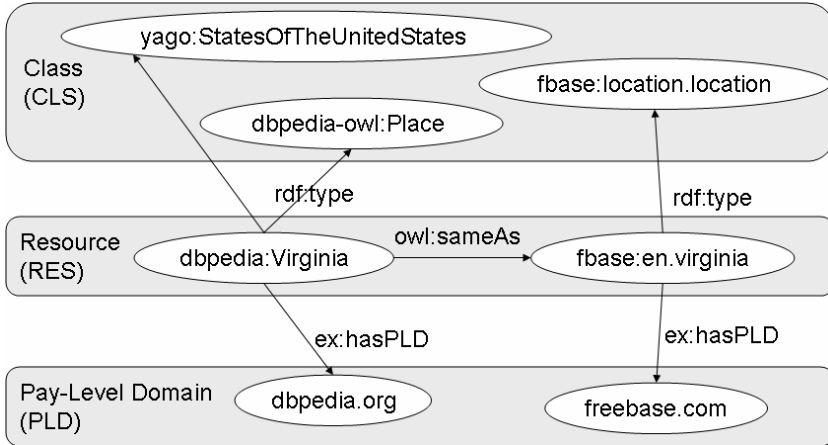 yago:StatesOfTheUnitedStates
Class
(CLS)
fbase:location.location
dbpedia-owl:Place
rdf:type
rdf:type
Resource
(RES)
dbpedia:Virginia
owl:sameAs
fbase:en.virginia
ex:hasPLD
ex:hasPLD
Pay-Level Domain
(PLD)
dbpedia.org
freebase.com